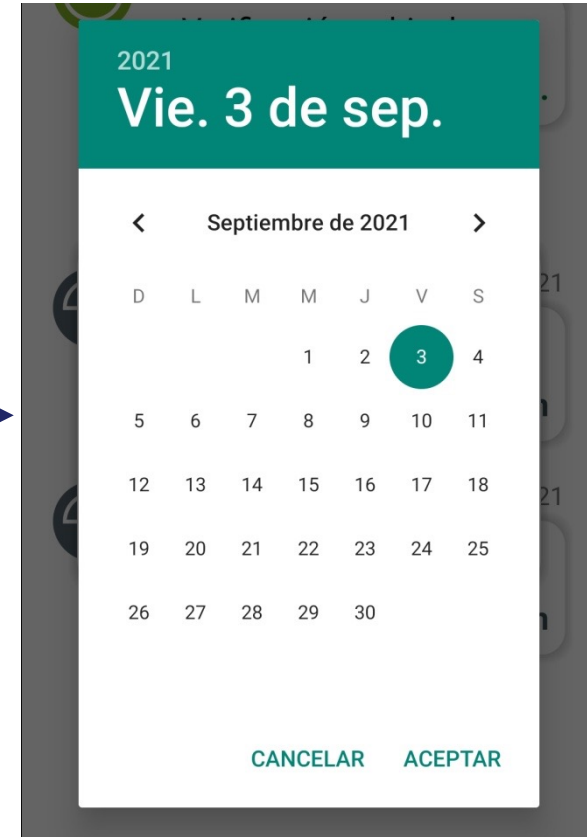 2021
Vie. 3 de sep.
Septiembre de 2021
D L M M J V S
1 2 3 4
5 6 7 8 9 10 11
12 13 14 15 16 17 18
19 20 21 22 23 24 25
26 27 28 29 30
CANCELAR ACEPTAR